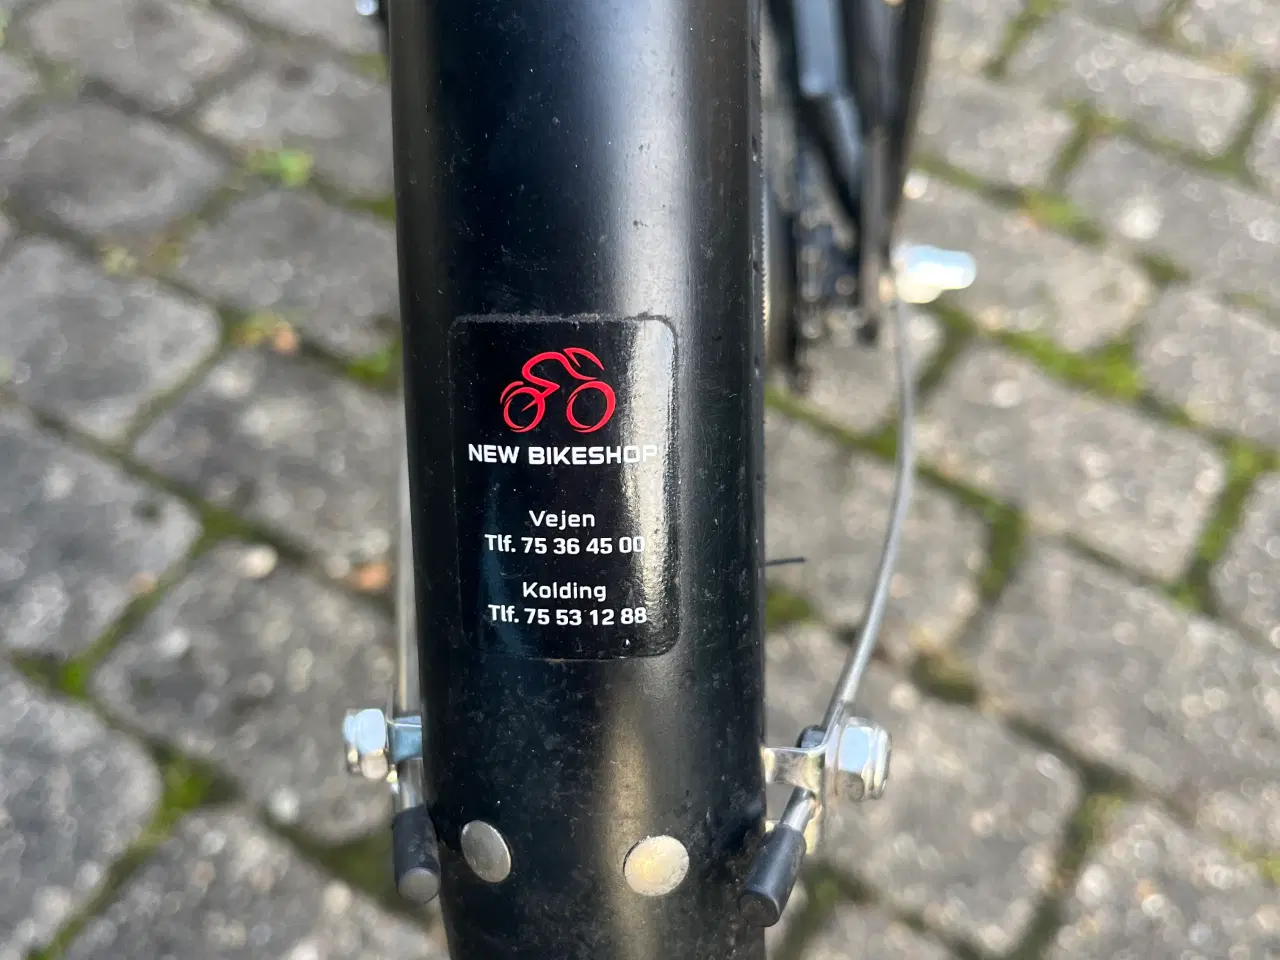 NEW BIKESHOP
Vejen
Tlf. 75 36 45 00
Kolding
Tlf. 75 53 12 88